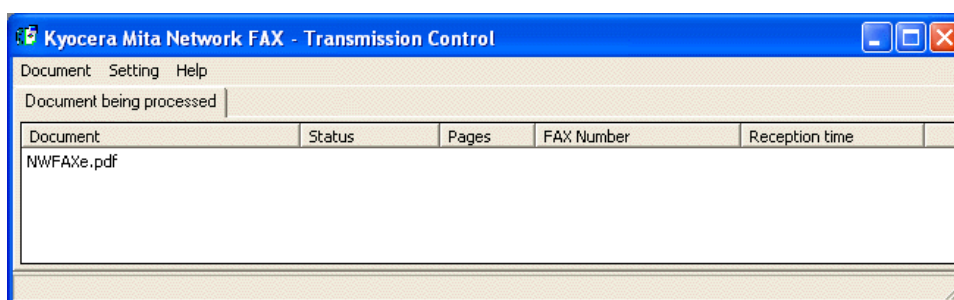 Kyocera Mita Network FAX - Transmission Control
Document Setting Help
Document being processed
Document Status Pages FAX Number Reception time
NWFAXe.pdf